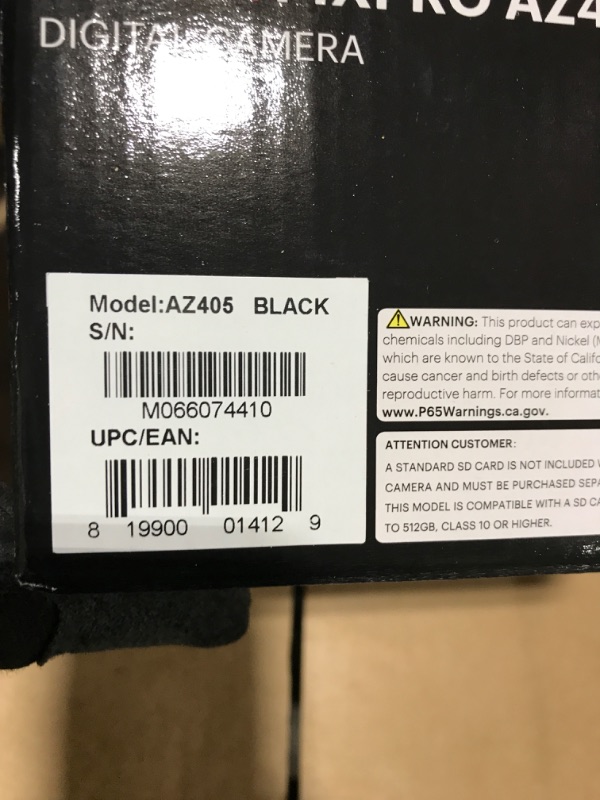 DIGITAL CAMERA
Model:AZ405 BLACK
S/N:
M066074410
UPC/EAN:
8 19900 01412 9
WARNING: This product can exp
chemicals including DBP and Nickel (
which are known to the State of Califo
cause cancer and birth defects or oth
reproductive harm. For more informat
www.P65Warnings.ca.gov.
ATTENTION CUSTOMER:
A STANDARD SD CARD IS NOT INCLUDED
CAMERA AND MUST BE PURCHASED SEPA
THIS MODEL IS COMPATIBLE WITH A SD CA
TO 512GB, CLASS 10 OR HIGHER.